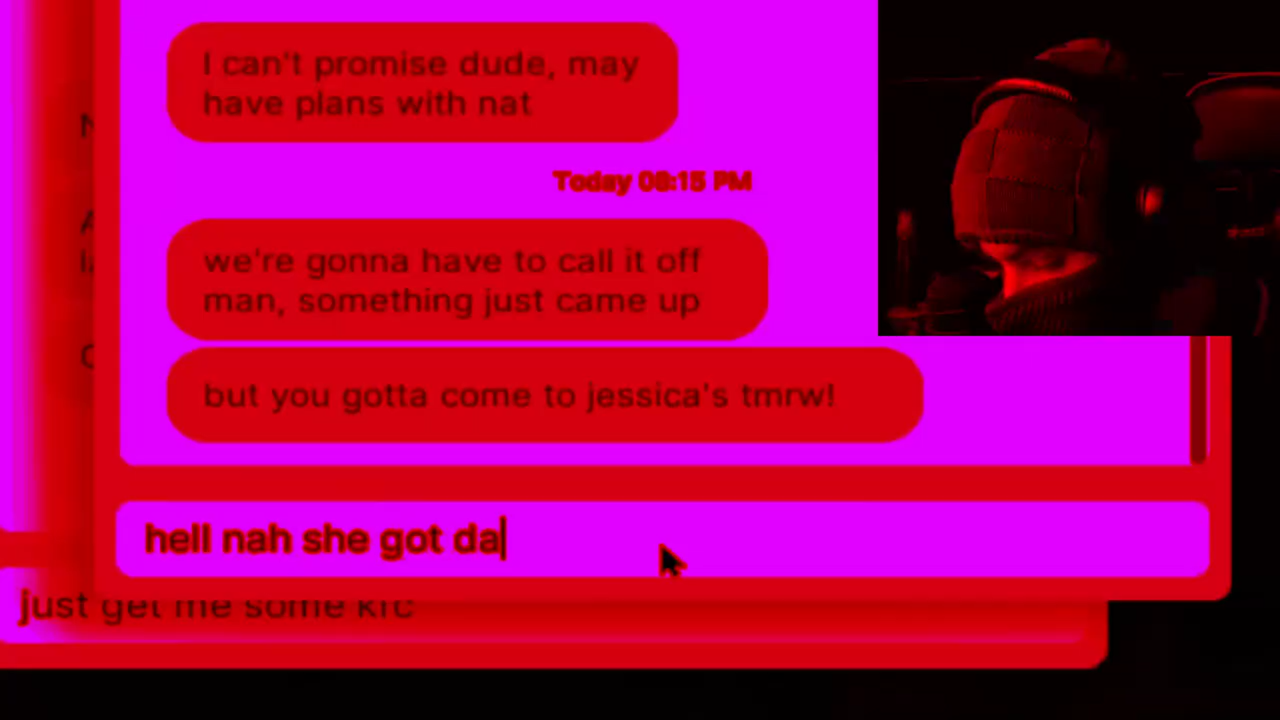 I can't promise dude, may
have plans with nat
Today 08:15 PM
we're gonna have to call it off
man, something just came up
but you gotta come to jessica's tmrw!
hell nah she got da
just get me some kfc